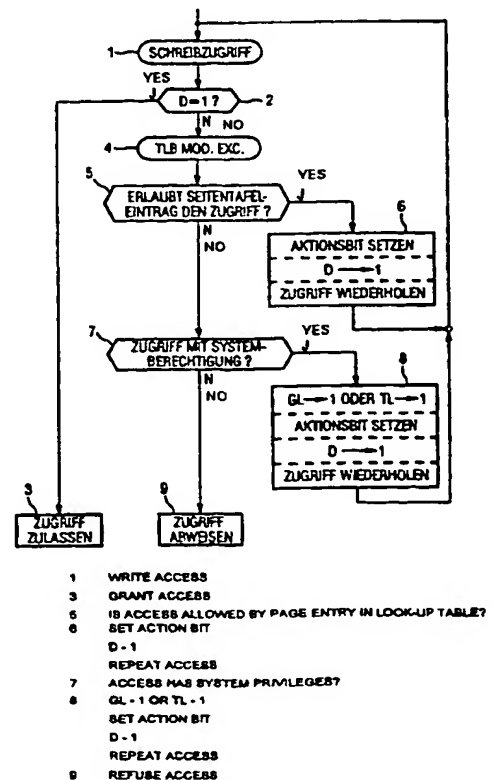 1 SCHREIBZUGRIFF
YES
D=1? 2
N NO
4 TLB MOD. EXC.
5 YES
ERLAUBT SEITENTAFEL-
EINTRAG DEN ZUGRIFF?
N
NO
6
AKTIONSBIT SETZEN
D → 1
ZUGRIFF WIEDERHOLEN
7 ZUGRIFF MIT SYSTEM-
BERECHTIGUNG?
YES
N
NO
8
GL → 1 ODER TL → 1
AKTIONSBIT SETZEN
D → 1
ZUGRIFF WIEDERHOLEN
3
ZUGRIFF
ZULASSEN
9
ZUGRIFF
ABWEISEN
1 WRITE ACCESS
3 GRANT ACCESS
5 IS ACCESS ALLOWED BY PAGE ENTRY IN LOOK-UP TABLE?
6 SET ACTION BIT
D - 1
REPEAT ACCESS
7 ACCESS HAS SYSTEM PRIVILEGES?
8 GL - 1 OR TL - 1
SET ACTION BIT
D - 1
REPEAT ACCESS
9 REFUSE ACCESS